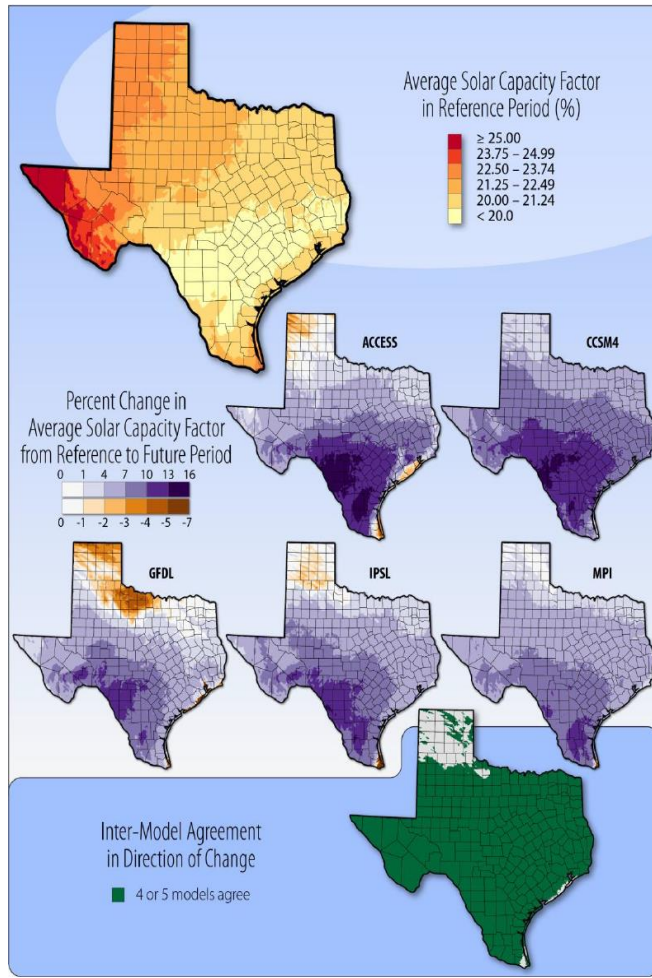 Average Solar Capacity Factor
in Reference Period (%)
≥ 25.00
23.75 – 24.99
22.50 – 23.74
21.25 – 22.49
20.00 – 21.24
< 20.0
ACCESS
CCSM4
Percent Change in
Average Solar Capacity Factor
from Reference to Future Period
0 1 4 7 10 13 16
0 -1 -2 -3 -4 -5 -7
GFDL
IPSL
MPI
Inter-Model Agreement
in Direction of Change
4 or 5 models agree